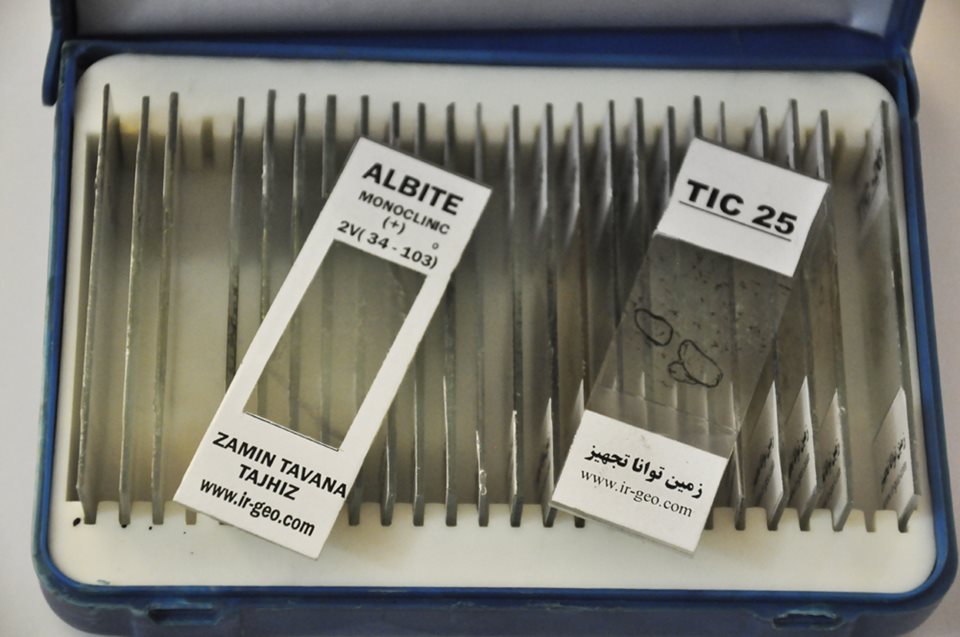 ALBITE
MONOCLINIC
(+)
2V( 34 - 103)°
ZAMIN TAVANA
TAJHIZ
www.ir-geo.com
TIC 25
زمین توانا تجهیز
www.ir-geo.com